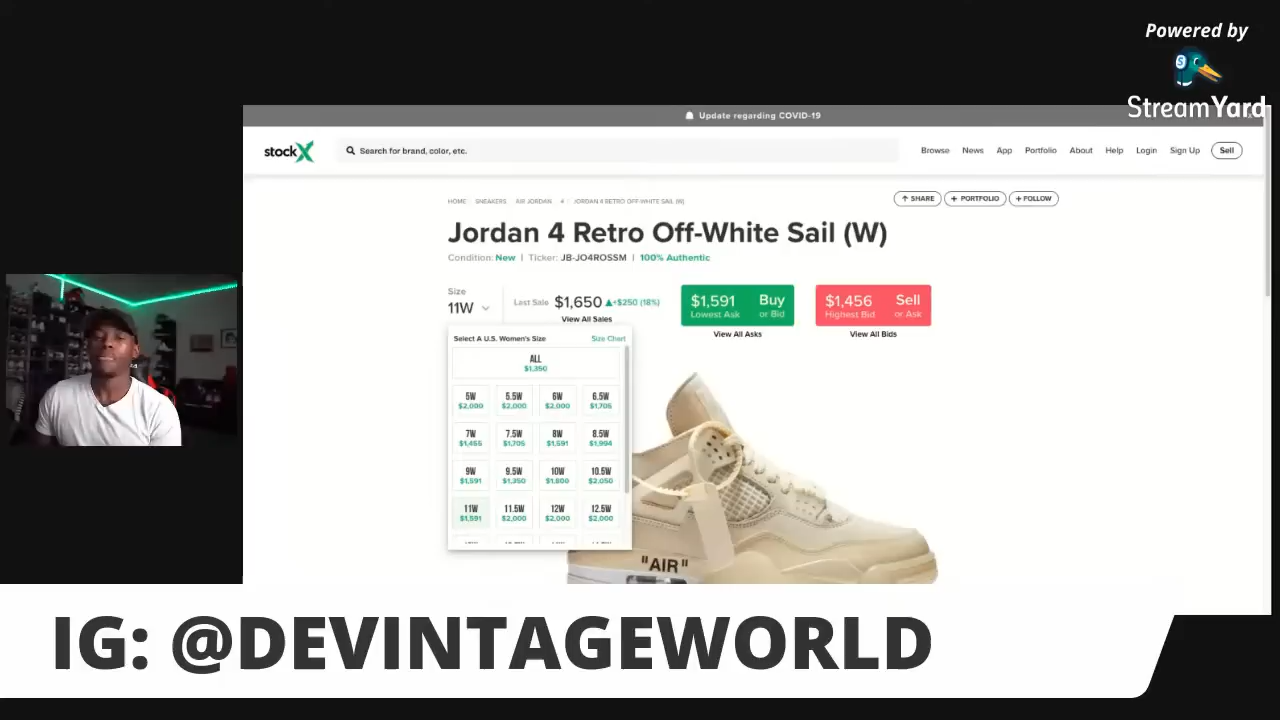 Powered by
StreamYard
Update regarding COVID-19
stockX
Search for brand, color, etc.
Browse News App Portfolio About Help Login Sign Up Sell
HOME SNEAKERS AIR JORDAN 4 JORDAN 4 RETRO OFF-WHITE SAIL (W)
SHARE + PORTFOLIO + FOLLOW
Jordan 4 Retro Off-White Sail (W)
Condition: New | Ticker: JB-JO4ROSSM | 100% Authentic
Size
11W
Last Sale $1,650 ▲+$250 (18%)
View All Sales
$1,591 Buy
Lowest Ask or Bid
View All Asks
$1,456 Sell
Highest Bid or Ask
View All Bids
Select A U.S. Women's Size Size Chart
ALL
$1,350
5W 5.5W 6W 6.5W
$2,000 $2,000 $2,000 $1,705
7W 7.5W 8W 8.5W
$1,455 $1,705 $1,591 $1,994
9W 9.5W 10W 10.5W
$1,591 $1,350 $1,800 $2,050
11W 11.5W 12W 12.5W
$1,591 $2,000 $2,000 $2,000
"AIR"
IG: @DEVINTAGEWORLD